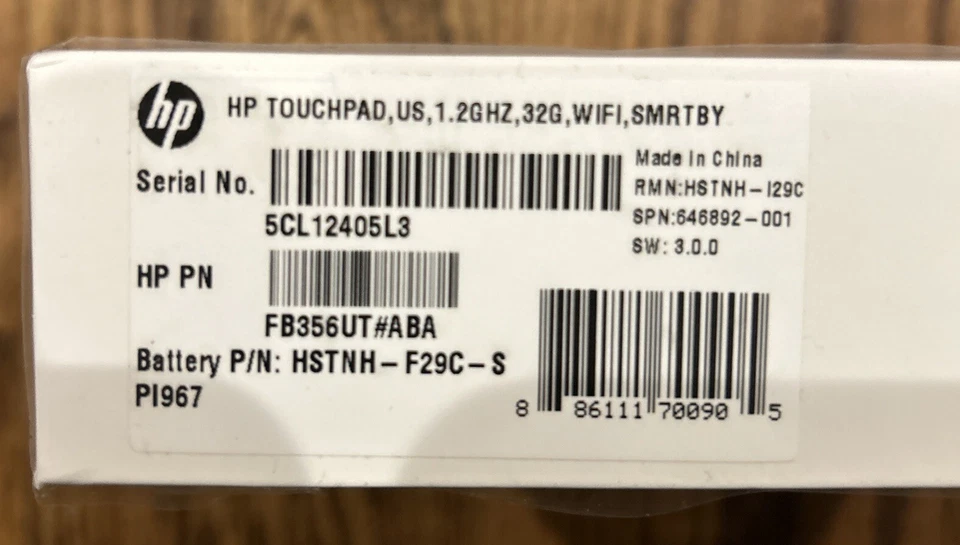 hp
HP TOUCHPAD,US,1.2GHZ,32G,WIFI,SMRTBY
Serial No.
5CL12405L3
Made In China
RMN:HSTNH-I29C
SPN:646892-001
SW: 3.0.0
HP PN
FB356UT#ABA
Battery P/N: HSTNH-F29C-S
PI967
8 86111 70090 5